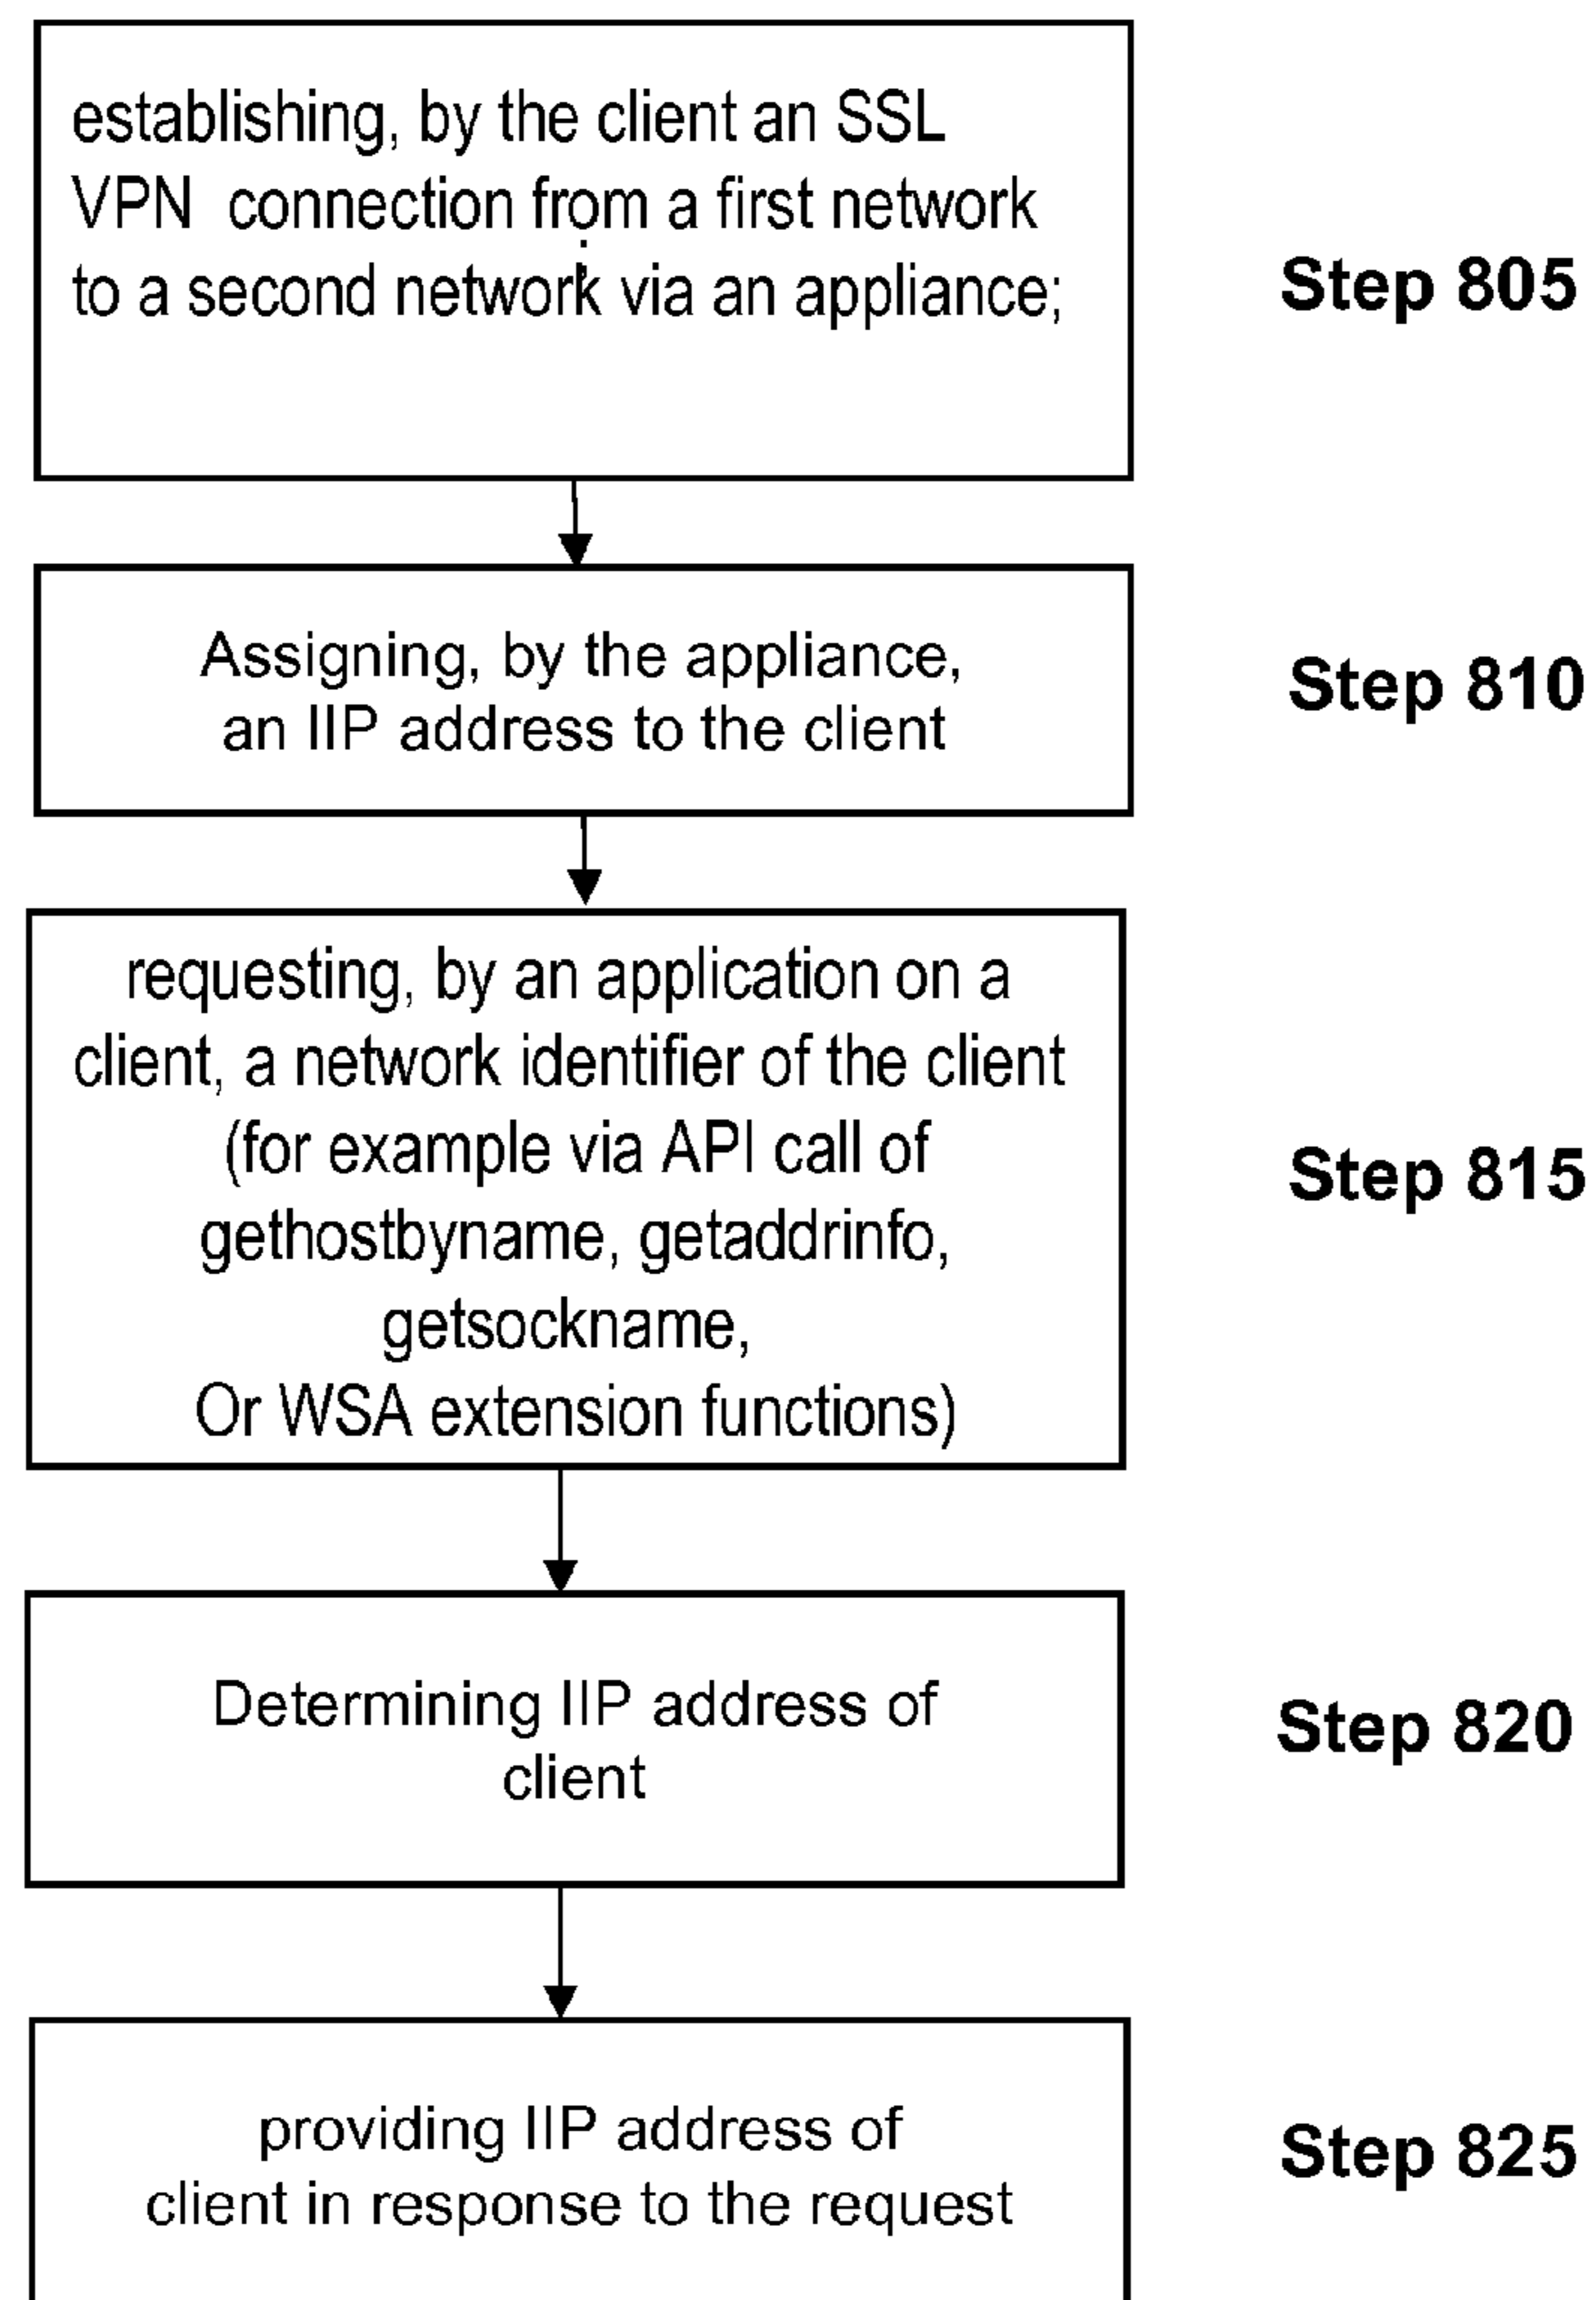 establishing, by the client an SSL
VPN connection from a first network
to a second network via an appliance;
Step 805
Assigning, by the appliance,
an IIP address to the client
Step 810
requesting, by an application on a
client, a network identifier of the client
(for example via API call of
gethostbyname, getaddrinfo,
getsockname,
Or WSA extension functions)
Step 815
Determining IIP address of
client
Step 820
providing IIP address of
client in response to the request
Step 825